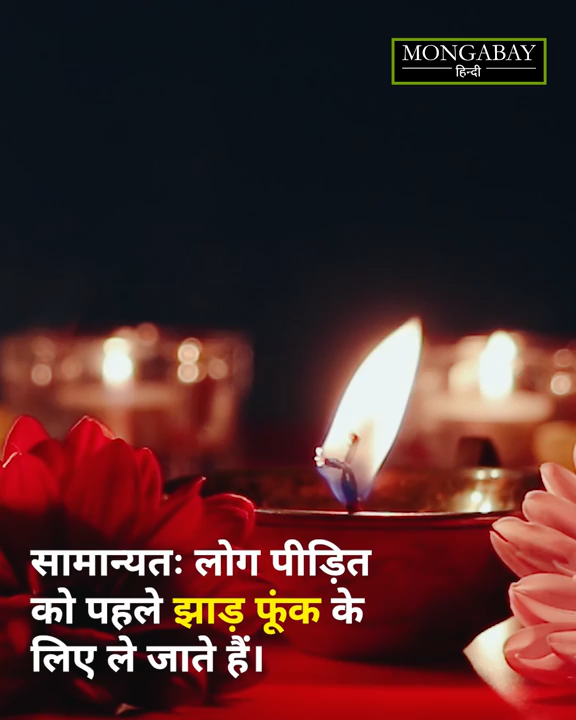 MONGABAY
हिन्दी
सामान्यतः लोग पीड़ित
को पहले झाड़ फूंक के
लिए ले जाते हैं।